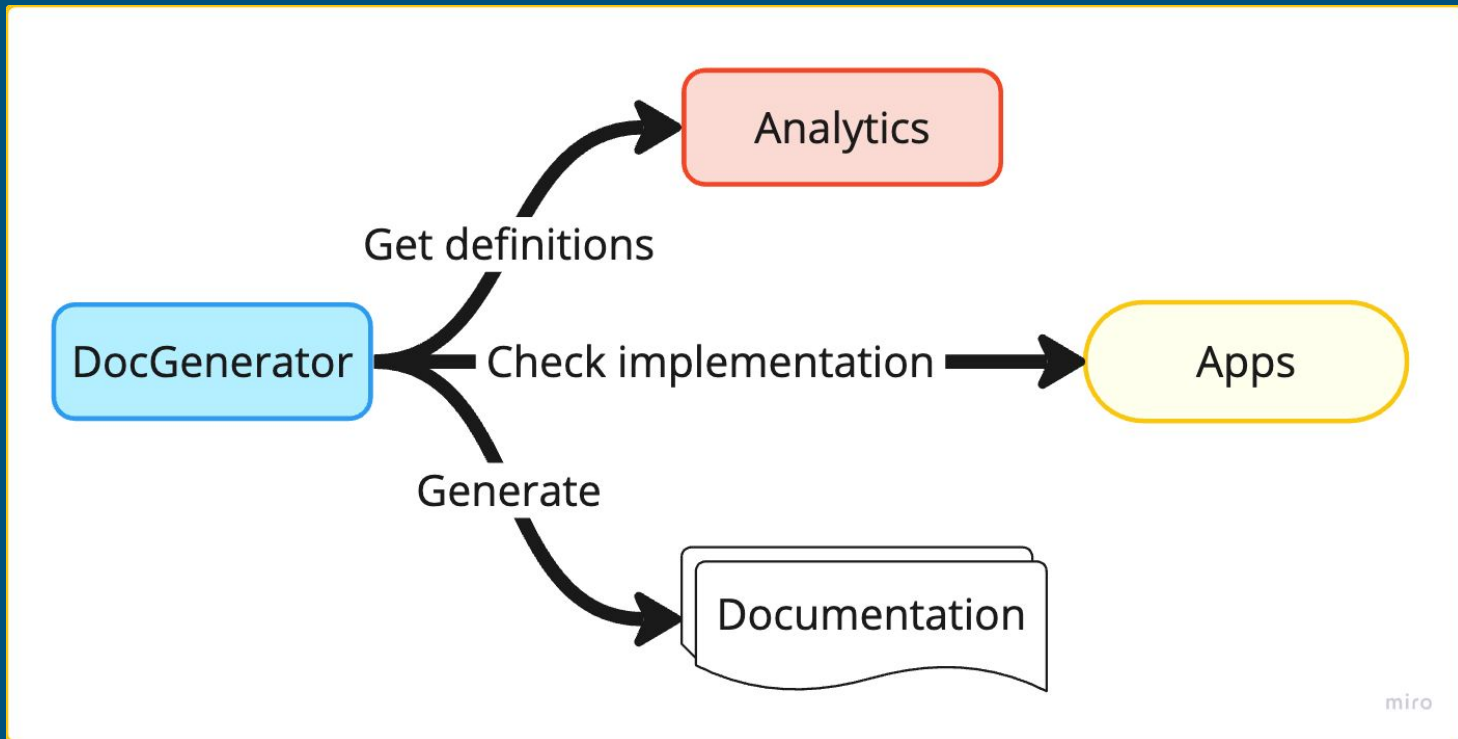 Analytics
Get definitions
DocGenerator
Check implementation
Apps
Generate
Documentation
miro